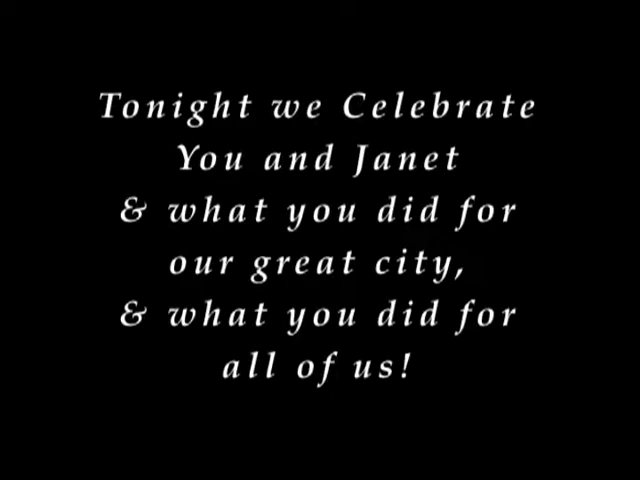 Tonight we Celebrate
You and Janet
& what you did for
our great city,
& what you did for
all of us!